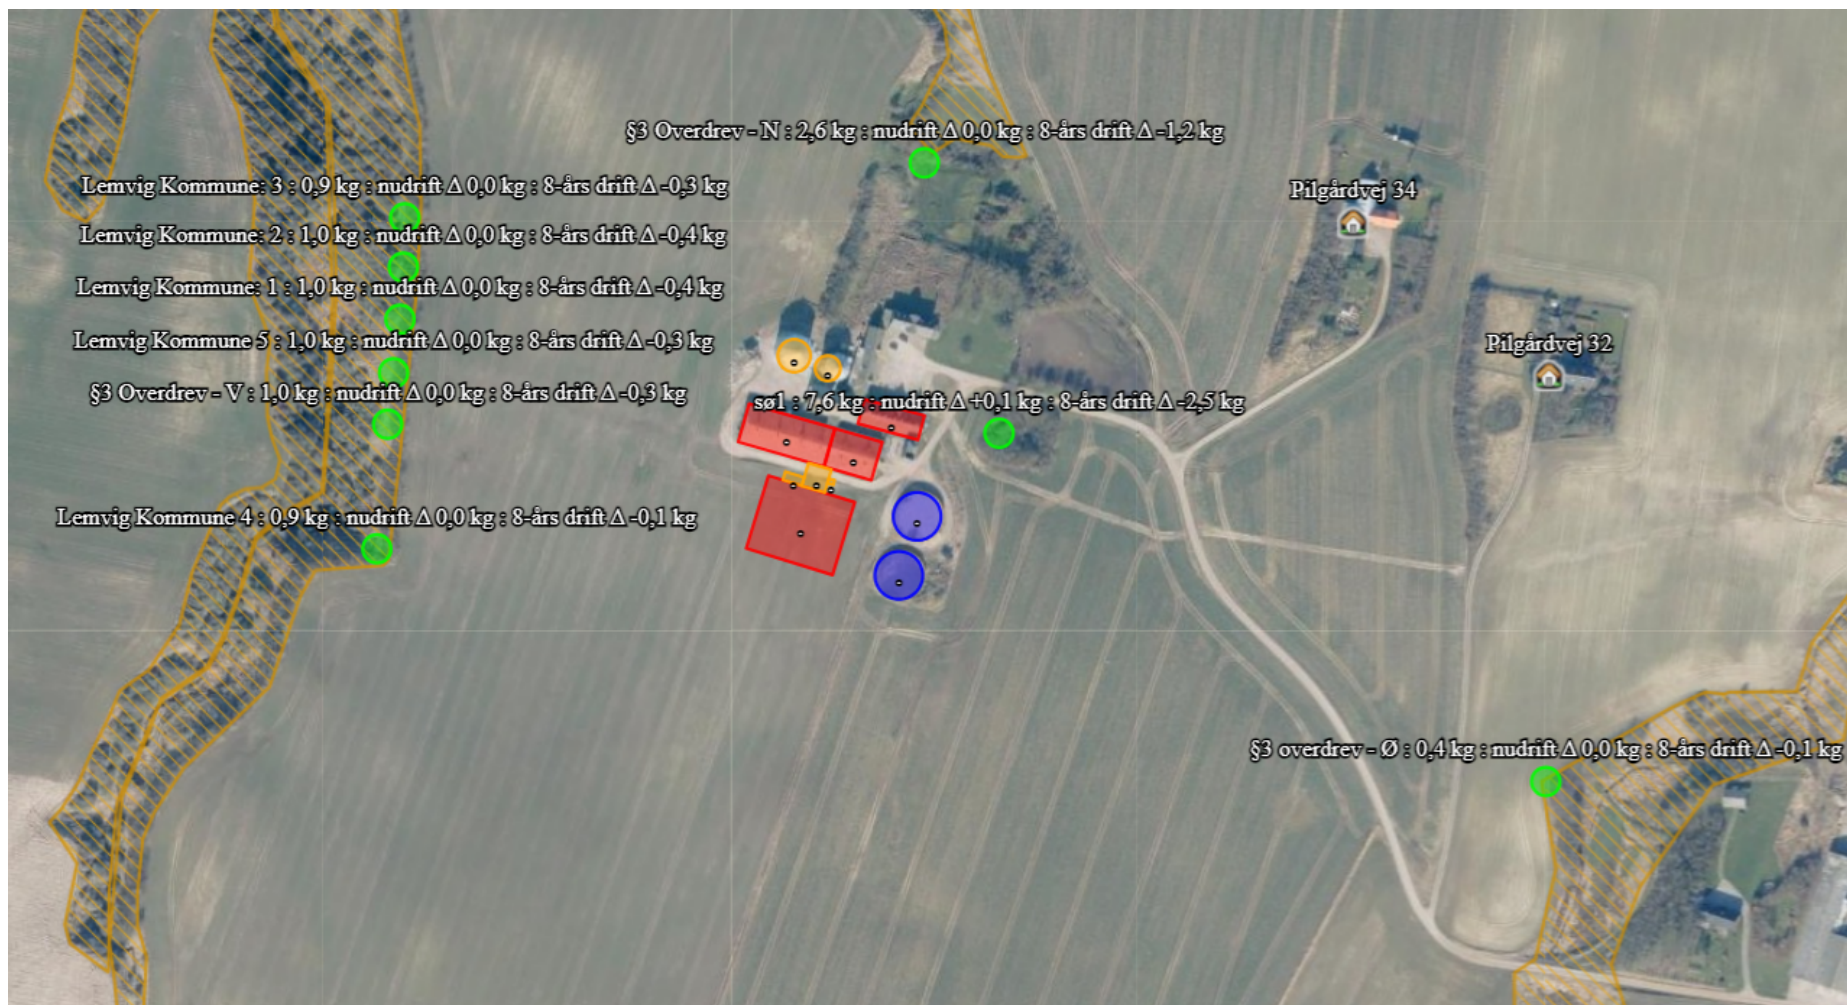 §3 Overdrev - N : 2,6 kg : nudrift Δ 0,0 kg : 8-års drift Δ -1,2 kg
Lemvig Kommune: 3 : 0,9 kg : nudrift Δ 0,0 kg : 8-års drift Δ -0,3 kg
Pilgårdvej 34
Lemvig Kommune: 2 : 1,0 kg : nudrift Δ 0,0 kg : 8-års drift Δ -0,4 kg
Lemvig Kommune: 1 : 1,0 kg : nudrift Δ 0,0 kg : 8-års drift Δ -0,4 kg
Lemvig Kommune 5 : 1,0 kg : nudrift Δ 0,0 kg : 8-års drift Δ -0,3 kg
Pilgårdvej 32
§3 Overdrev - V : 1,0 kg : nudrift Δ 0,0 kg : 8-års drift Δ -0,3 kg
sø1 : 7,6 kg : nudrift Δ +0,1 kg : 8-års drift Δ -2,5 kg
Lemvig Kommune 4 : 0,9 kg : nudrift Δ 0,0 kg : 8-års drift Δ -0,1 kg
§3 overdrev - Ø : 0,4 kg : nudrift Δ 0,0 kg : 8-års drift Δ -0,1 kg